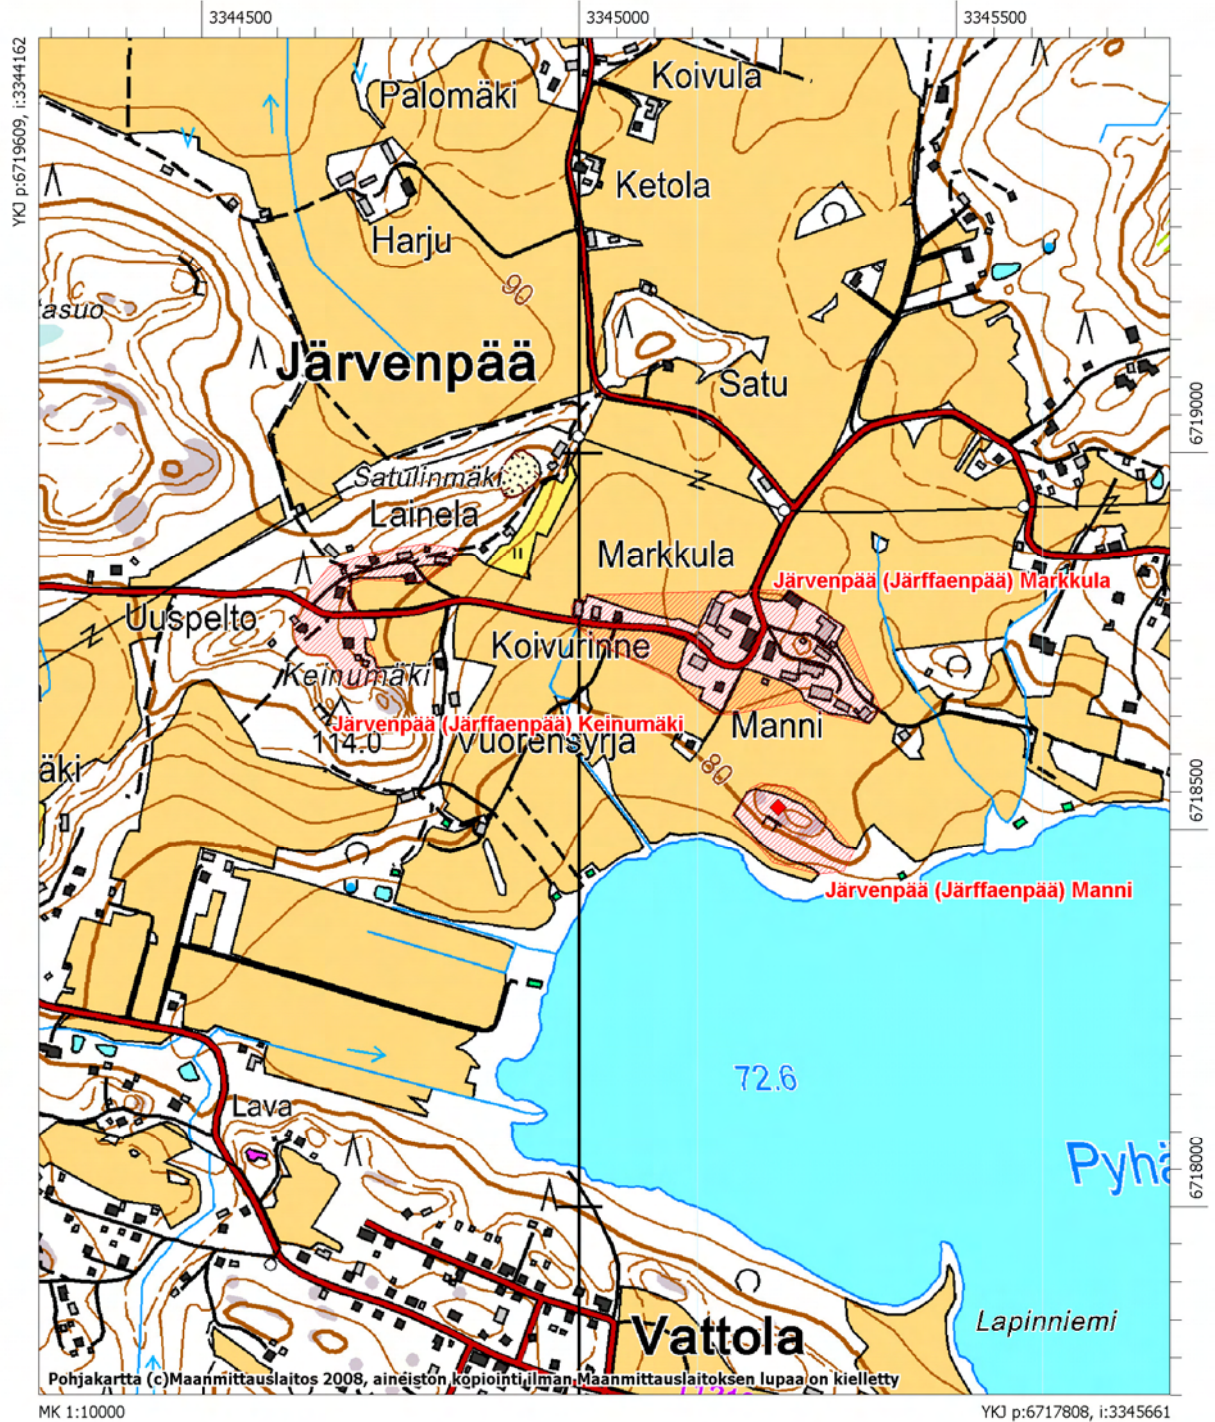 3344500
3345000
3345500
YKJ p:6719609, i:3344162
Koivula
Palomäki
Ketola
Harju
90
asuo
Järvenpää
Satu
6719000
Satulinmäki
Lainela
II
Markkula
Järvenpää (Järffaenpää) Markkula
Uuspelto
Koivurinne
Keinumäki
Järvenpää (Järffaenpää) Keinumäki
Manni
114.0
Vuorensyrjä
äki
80
6718500
Järvenpää (Järffaenpää) Manni
72.6
Lava
Pyhä
6718000
Lapinniemi
Vattola
Pohjakartta (c)Maanmittauslaitos 2008, aineiston kopiointi ilman Maanmittauslaitoksen lupaa on kielletty
MK 1:10000
YKJ p:6717808, i:3345661